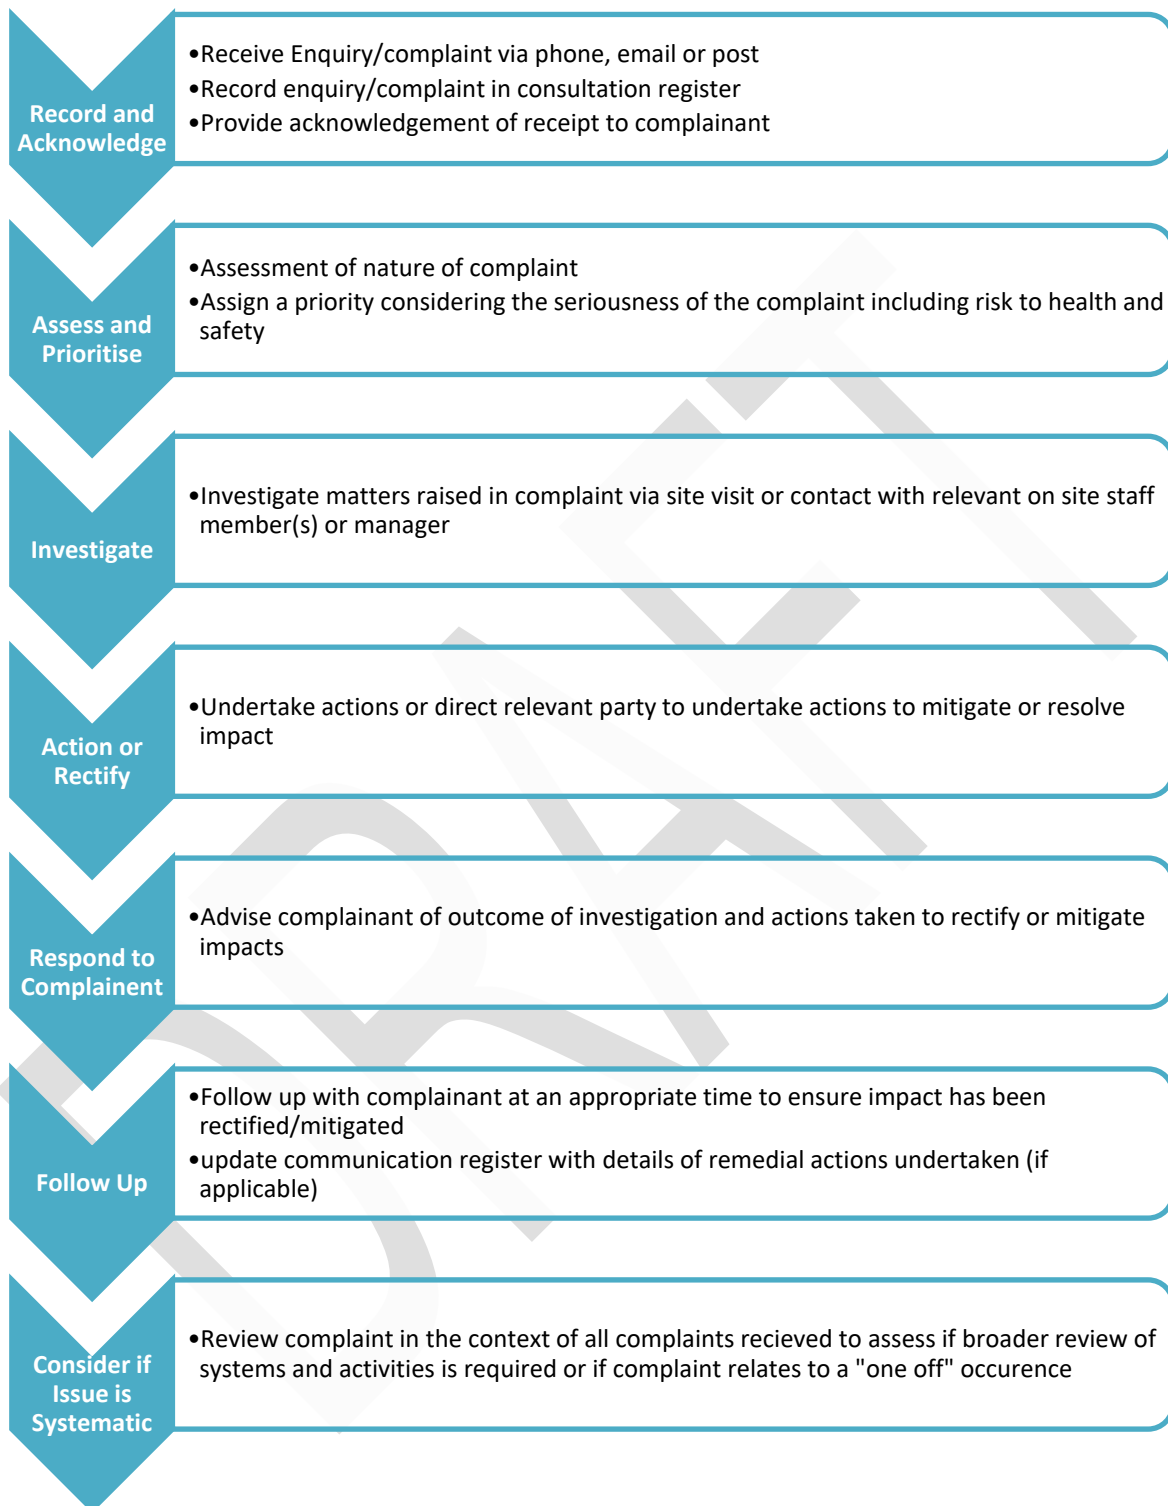 Record and
Acknowledge
•Receive Enquiry/complaint via phone, email or post
•Record enquiry/complaint in consultation register
•Provide acknowledgement of receipt to complainant
Assess and
Prioritise
•Assessment of nature of complaint
•Assign a priority considering the seriousness of the complaint including risk to health and
safety
Investigate
•Investigate matters raised in complaint via site visit or contact with relevant on site staff
member(s) or manager
Action or
Rectify
•Undertake actions or direct relevant party to undertake actions to mitigate or resolve
impact
Respond to
Complainent
•Advise complainant of outcome of investigation and actions taken to rectify or mitigate
impacts
Follow Up
•Follow up with complainant at an appropriate time to ensure impact has been
rectified/mitigated
•update communication register with details of remedial actions undertaken (if
applicable)
Consider if
Issue is
Systematic
•Review complaint in the context of all complaints recieved to assess if broader review of
systems and activities is required or if complaint relates to a "one off" occurence
DRAFT